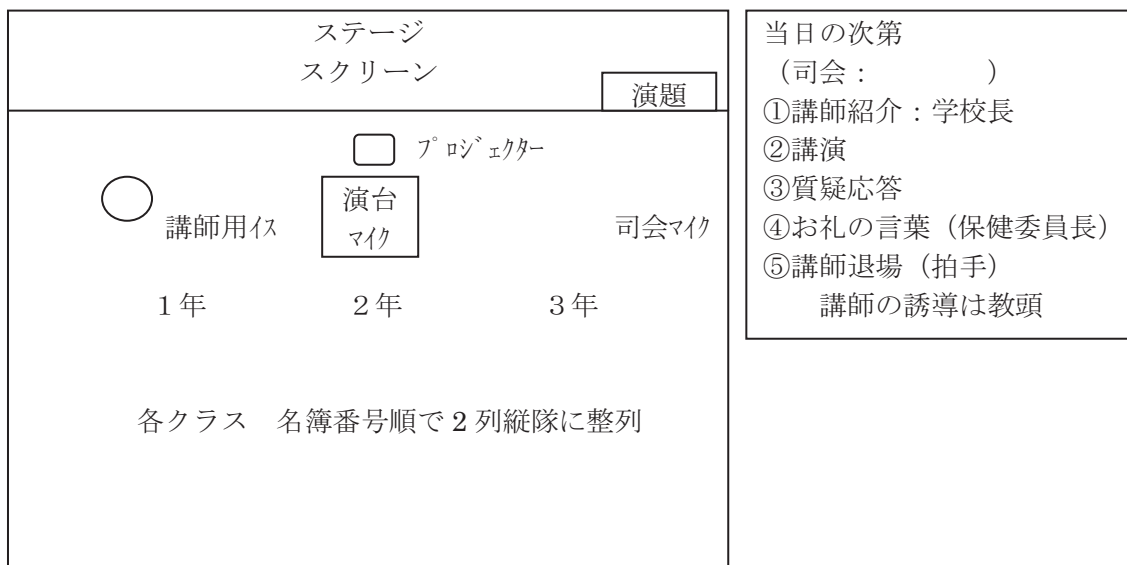 ステージ
スクリーン
演題
プロジェクター
講師用イス
演台
マイク
司会マイク
1年 2年 3年
各クラス 名簿番号順で2列縦隊に整列
当日の次第
(司会: )
①講師紹介:学校長
②講演
③質疑応答
④お礼の言葉(保健委員長)
⑤講師退場(拍手)
講師の誘導は教頭